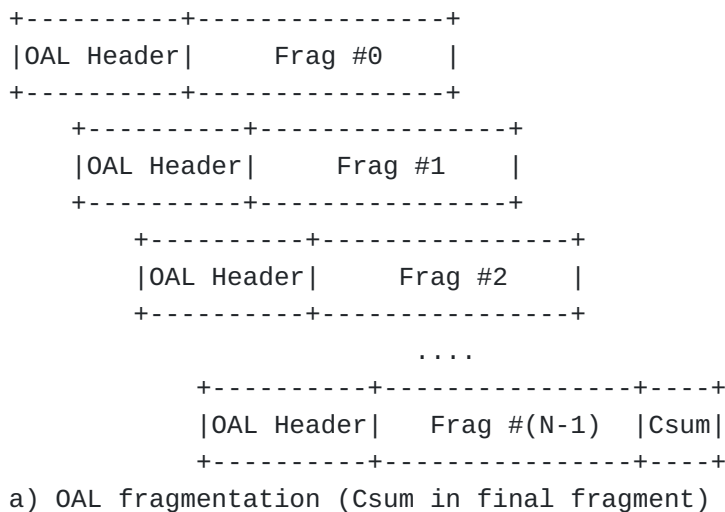 +----------+----------------+
|OAL Header|     Frag #0    |
+----------+----------------+
    +----------+----------------+
    |OAL Header|     Frag #1    |
    +----------+----------------+
        +----------+----------------+
        |OAL Header|     Frag #2    |
        +----------+----------------+
                          ....
            +----------+----------------+----+
            |OAL Header|   Frag #(N-1)  |Csum|
            +----------+----------------+----+
a) OAL fragmentation (Csum in final fragment)